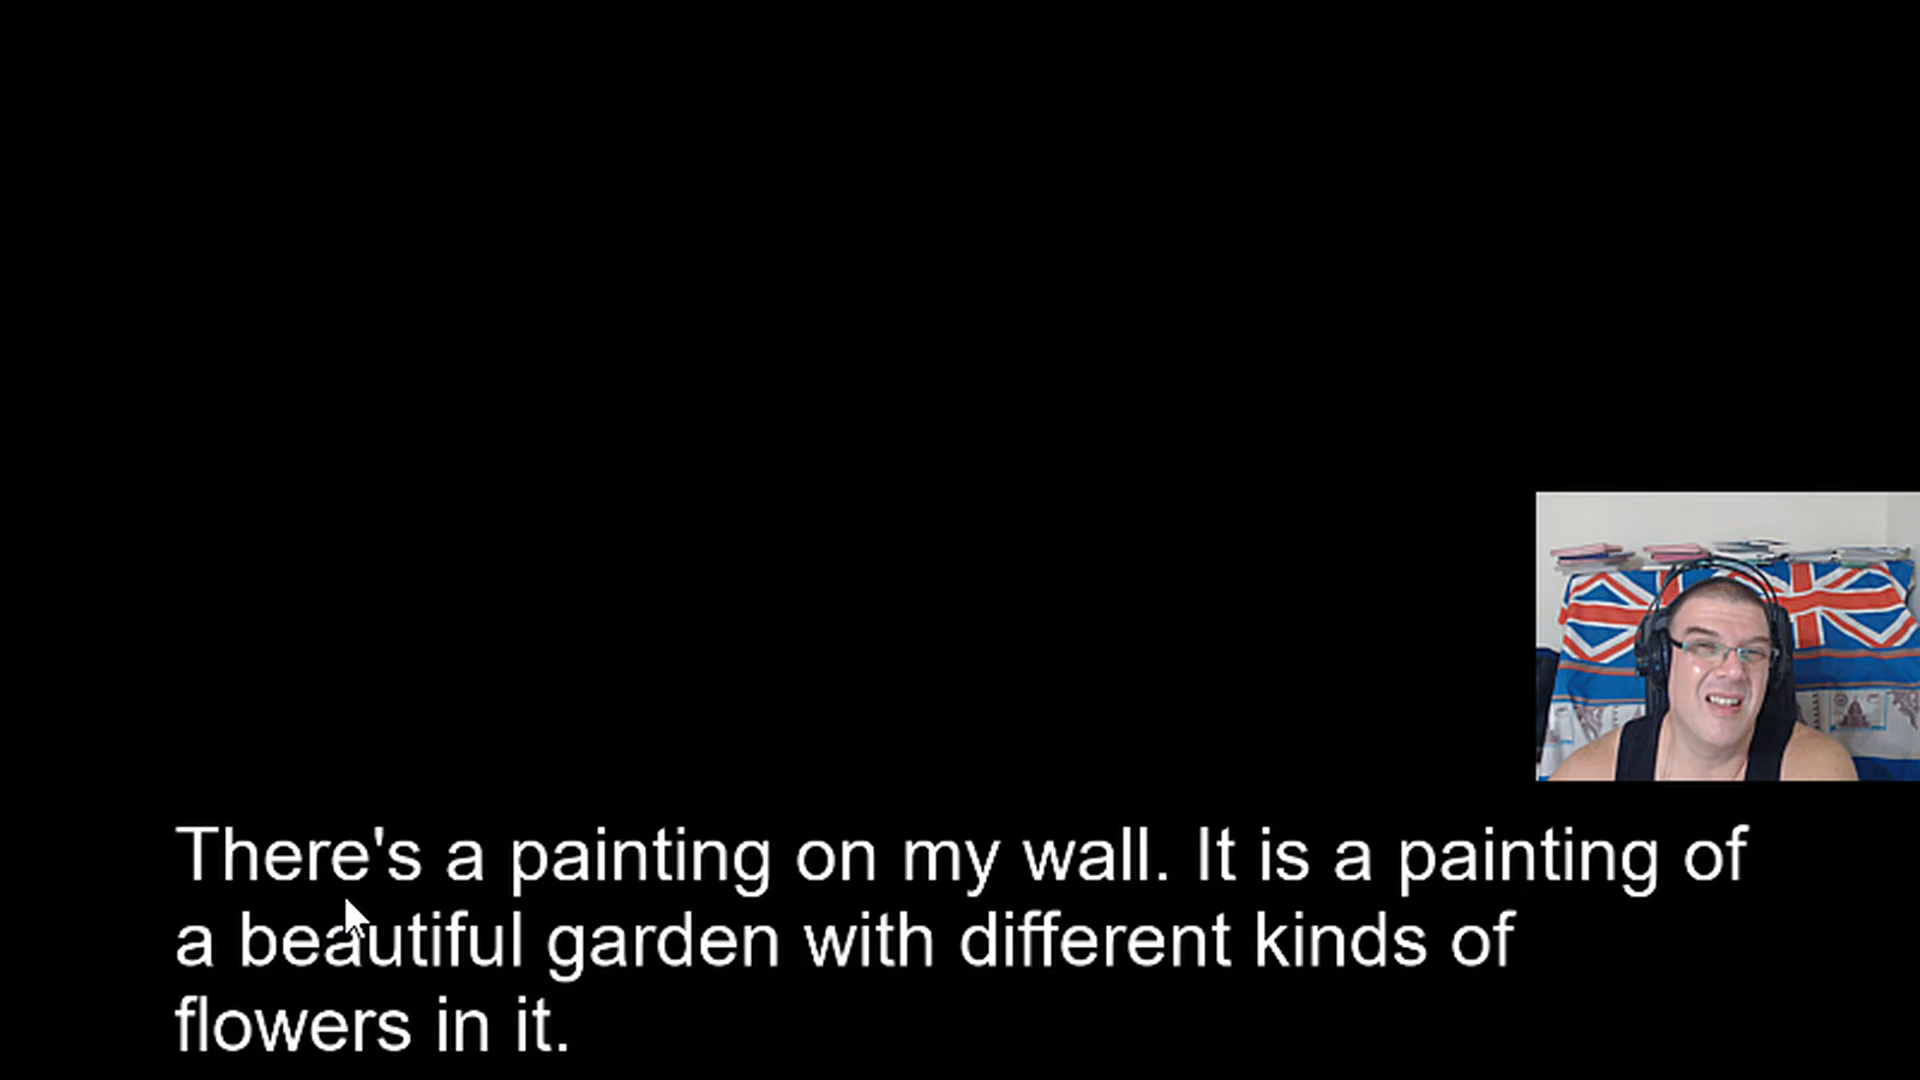 There's a painting on my wall. It is a painting of
a beautiful garden with different kinds of
flowers in it.